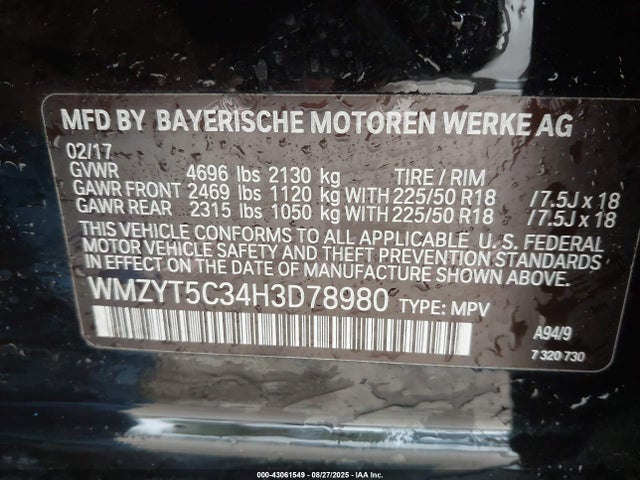 MFD BY BAYERISCHE MOTOREN WERKE AG
02/17
GVWR 4696 lbs 2130 kg TIRE / RIM
GAWR FRONT 2469 lbs 1120 kg WITH 225/50 R18 /7.5J x 18
GAWR REAR 2315 lbs 1050 kg WITH 225/50 R18 /7.5J x 18
THIS VEHICLE CONFORMS TO ALL APPLICABLE U.S. FEDERAL
MOTOR VEHICLE SAFETY AND THEFT PREVENTION STANDARDS
IN EFFECT ON THE DATE OF MANUFACTURE SHOWN ABOVE.
WMZYT5C34H3D78980 TYPE: MPV
A94/9
7 320 730
000-43061549 - 08/27/2025 - IAA Inc.